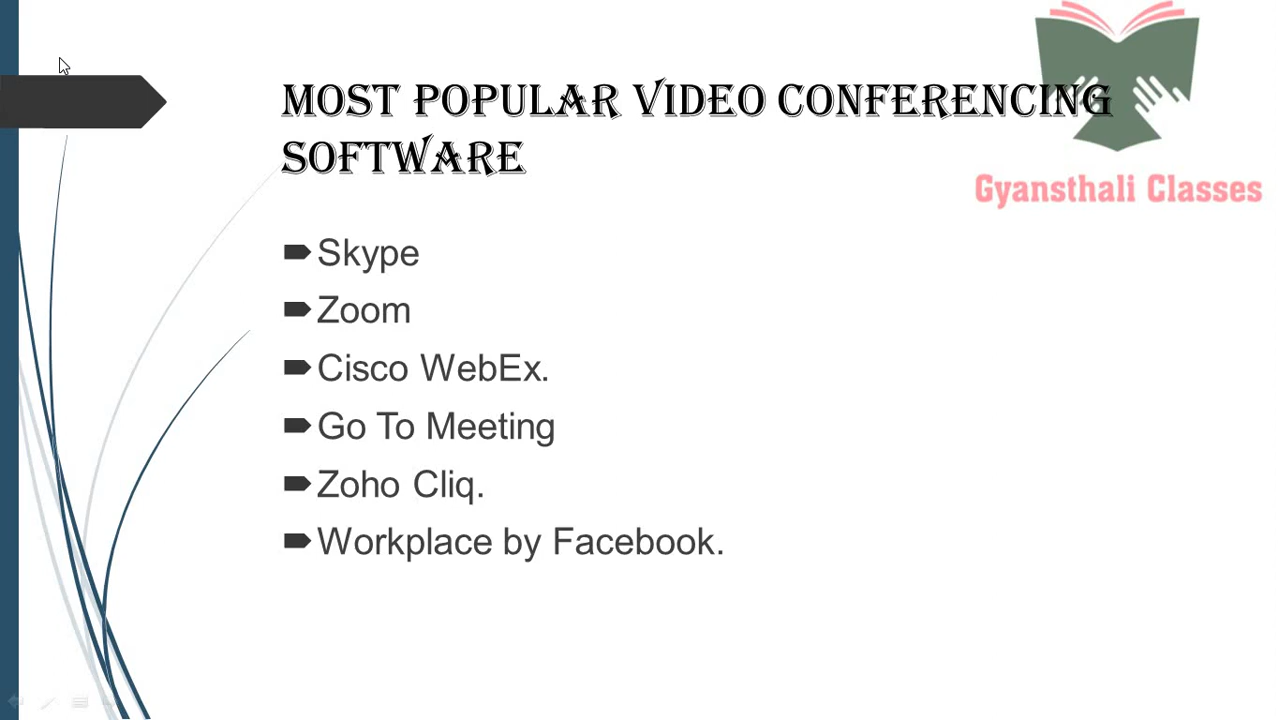 MOST POPULAR VIDEO CONFERENCING
SOFTWARE
Gyansthali Classes
Skype
Zoom
Cisco WebEx.
Go To Meeting
Zoho Cliq.
Workplace by Facebook.